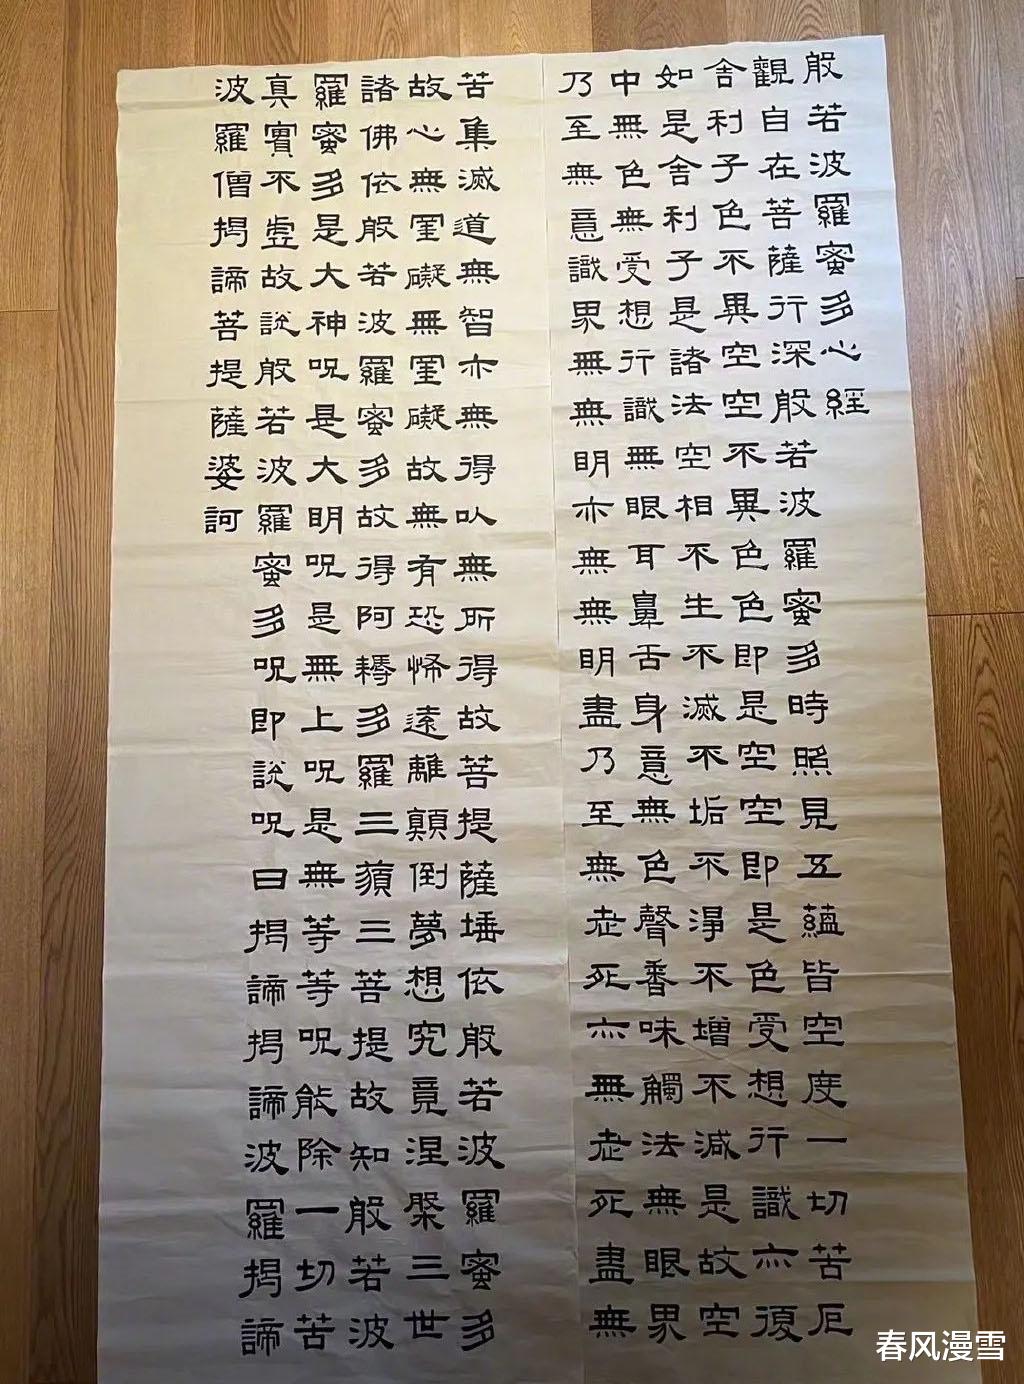 般若波羅蜜多心經
觀自在菩薩行深般若波羅蜜多時照見五蘊皆空度一切苦厄
舍利子色不異空空不異色色即是空空即是色受想行識亦復
如是舍利子是諸法空相不生不滅不垢不淨不增不減是故空
中無色無受想行識無眼耳鼻舌身意無色聲香味觸法無眼界
乃至無意識界無無明亦無無明盡乃至無老死亦無老死盡無
苦集滅道無智亦無得以無所得故菩提薩埵依般若波羅蜜多
故心無罣礙無罣礙故無有恐怖遠離顛倒夢想究竟涅槃三世
諸佛依般若波羅蜜多故得阿耨多羅三藐三菩提故知般若波
羅蜜多是大神呪是大明呪是無上呪是無等等呪能除一切苦
真實不虛故說般若波羅蜜多呪即說呪曰揭諦揭諦波羅揭諦
波羅僧揭諦菩提薩婆訶
春风漫雪